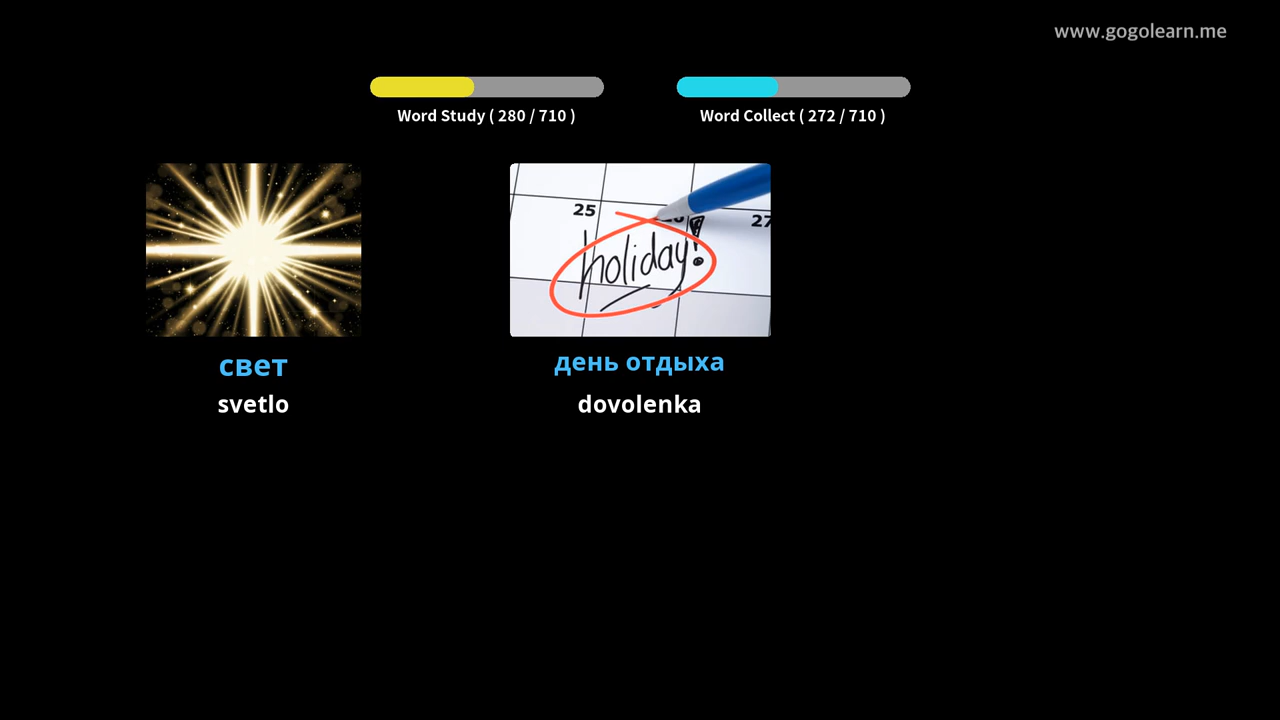 www.gogolearn.me
Word Study ( 280 / 710 )
Word Collect ( 272 / 710 )
25
27
holiday!
свет
день отдыха
svetlo
dovolenka